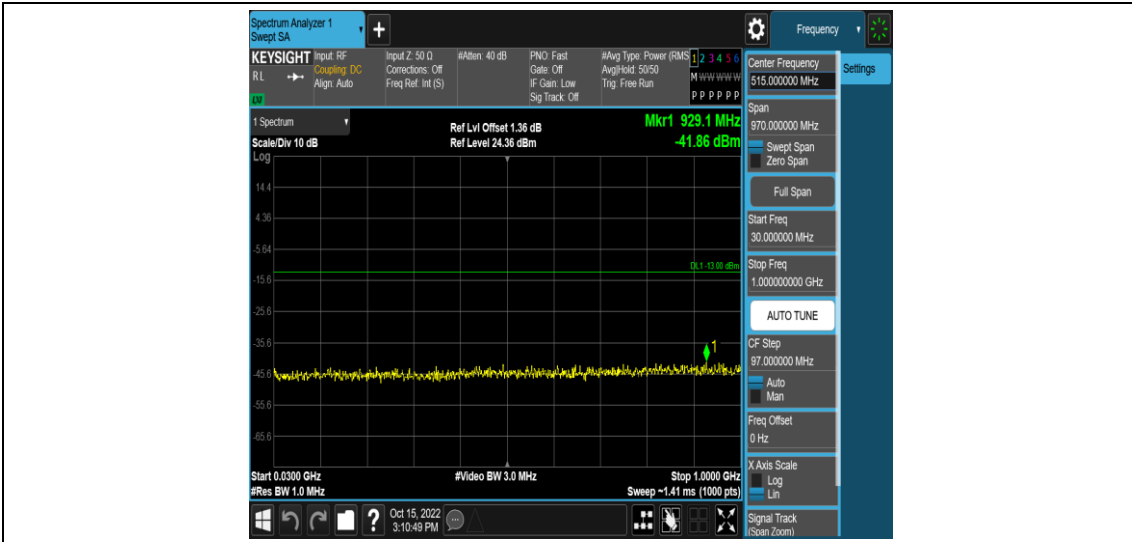 Spectrum Analyzer 1
Swept SA
+
Frequency
KEYSIGHT
RL
LXI
Input: RF
Coupling: DC
Align: Auto
Input Z: 50 Ω
Corrections: Off
Freq Ref: Int (S)
#Atten: 40 dB
PNO: Fast
Gate: Off
IF Gain: Low
Sig Track: Off
#Avg Type: Power (RMS
Avg|Hold: 50/50
Trig: Free Run
1 2 3 4 5 6
M W W W W W
P P P P P P
1 Spectrum
Scale/Div 10 dB
Log
Ref Lvl Offset 1.36 dB
Ref Level 24.36 dBm
Mkr1 929.1 MHz
-41.86 dBm
14.4
4.36
-5.64
DL1 -13.00 dBm
-15.6
-25.6
-35.6
1
-45.6
-55.6
-65.6
Start 0.0300 GHz
#Video BW 3.0 MHz
Stop 1.0000 GHz
#Res BW 1.0 MHz
Sweep ~1.41 ms (1000 pts)
?
Oct 15, 2022
3:10:49 PM
Center Frequency
515.000000 MHz
Settings
Span
970.000000 MHz
Swept Span
Zero Span
Full Span
Start Freq
30.000000 MHz
Stop Freq
1.000000000 GHz
AUTO TUNE
CF Step
97.000000 MHz
Auto
Man
Freq Offset
0 Hz
X Axis Scale
Log
Lin
Signal Track
(Span Zoom)